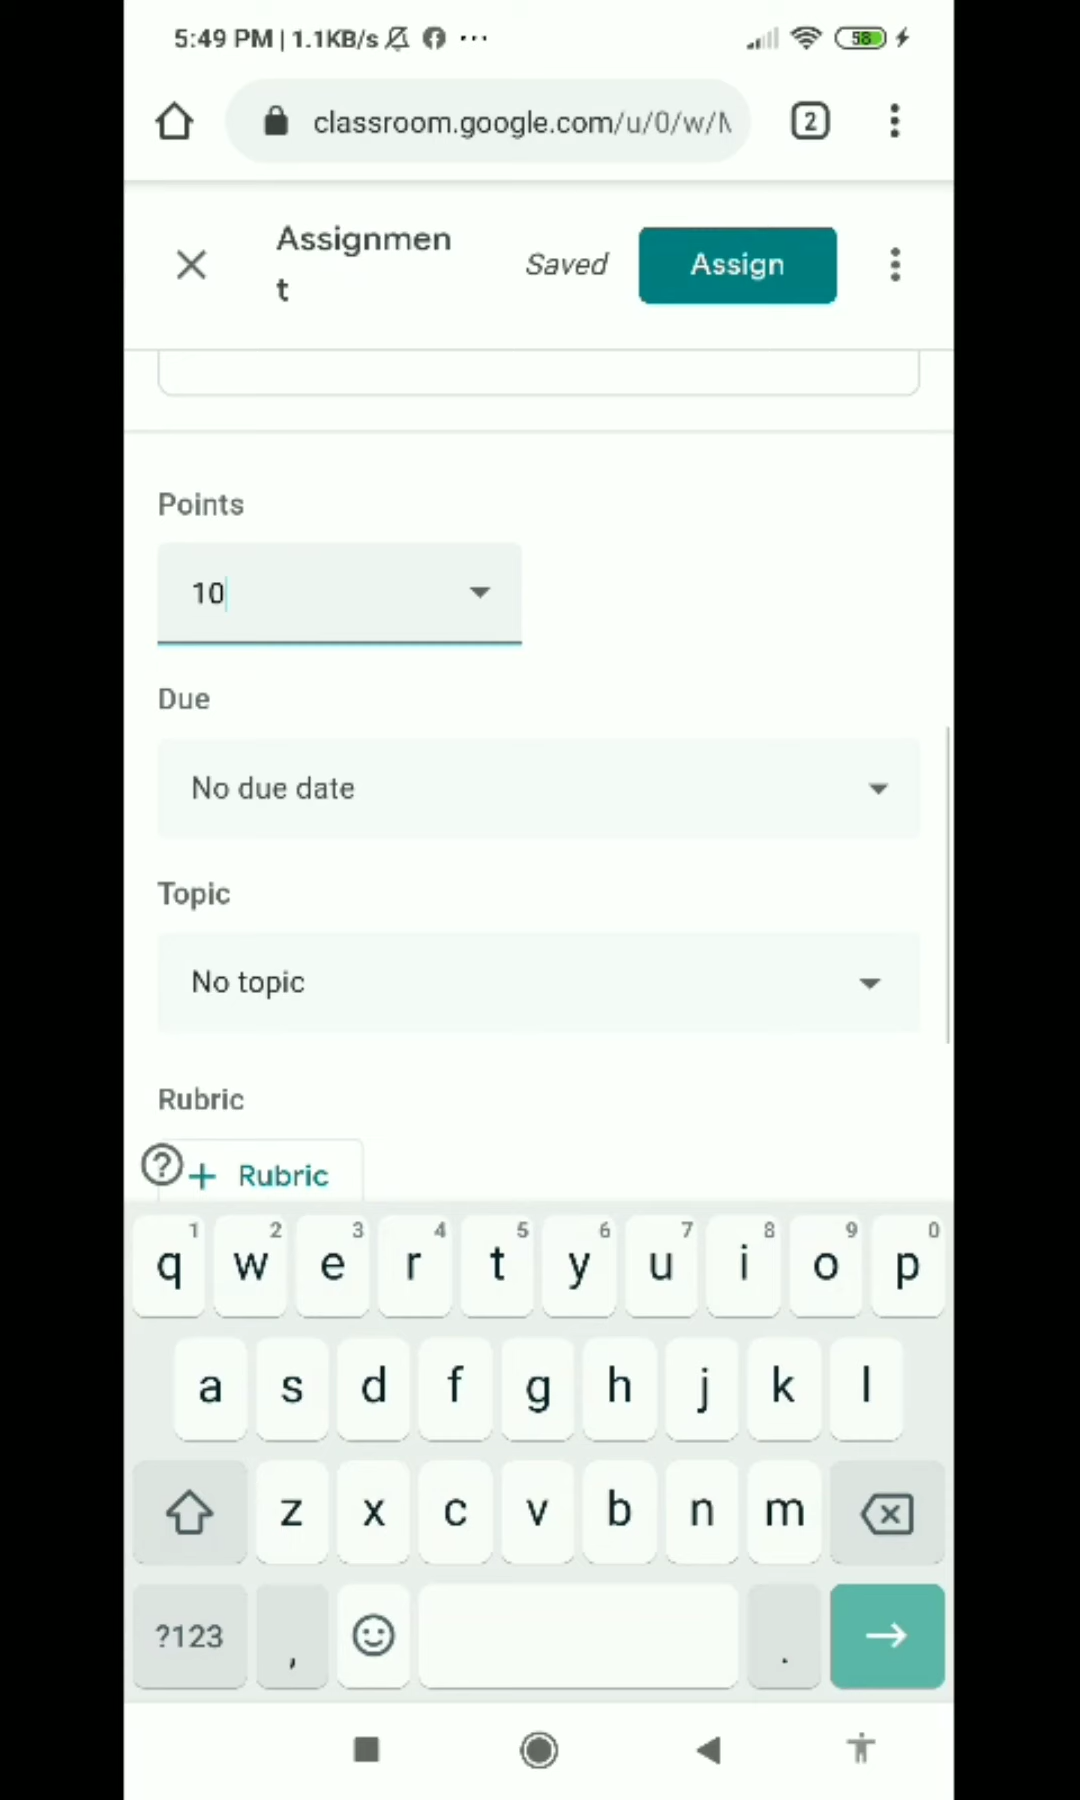 5:49 PM | 1.1KB/s ...
58
classroom.google.com/u/0/w/
2
Assignmen
t
Saved
Assign
Points
10
Due
No due date
Topic
No topic
Rubric
+ Rubric
1 2 3 4 5 6 7 8 9 0
q w e r t y u i o p
a s d f g h j k l
z x c v b n m
?123 , .